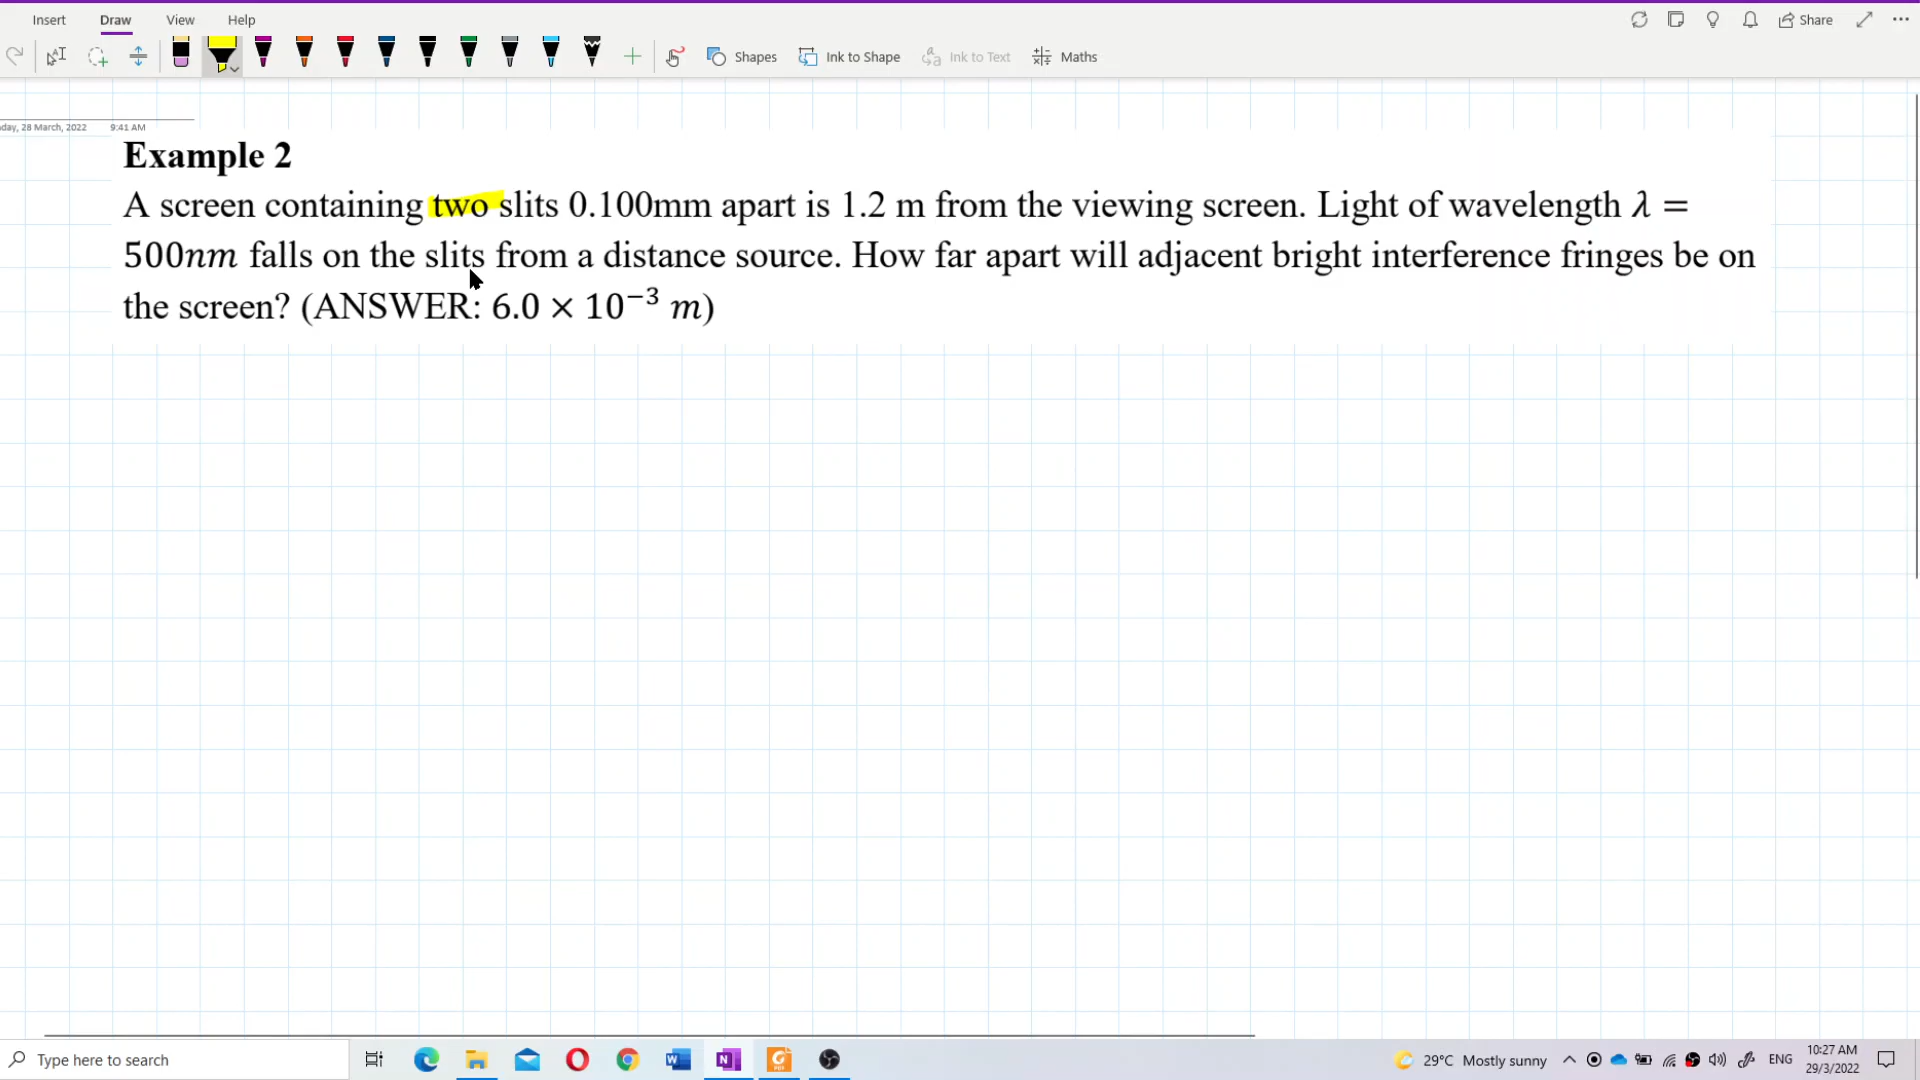 Insert Draw View Help Share
Shapes Ink to Shape Ink to Text Maths
day, 28 March, 2022 9:41 AM
Example 2
A screen containing two slits 0.100mm apart is 1.2 m from the viewing screen. Light of wavelength λ =
500nm falls on the slits from a distance source. How far apart will adjacent bright interference fringes be on
the screen? (ANSWER: 6.0 × 10⁻³ m)
Type here to search 29°C Mostly sunny ENG 10:27 AM
29/3/2022